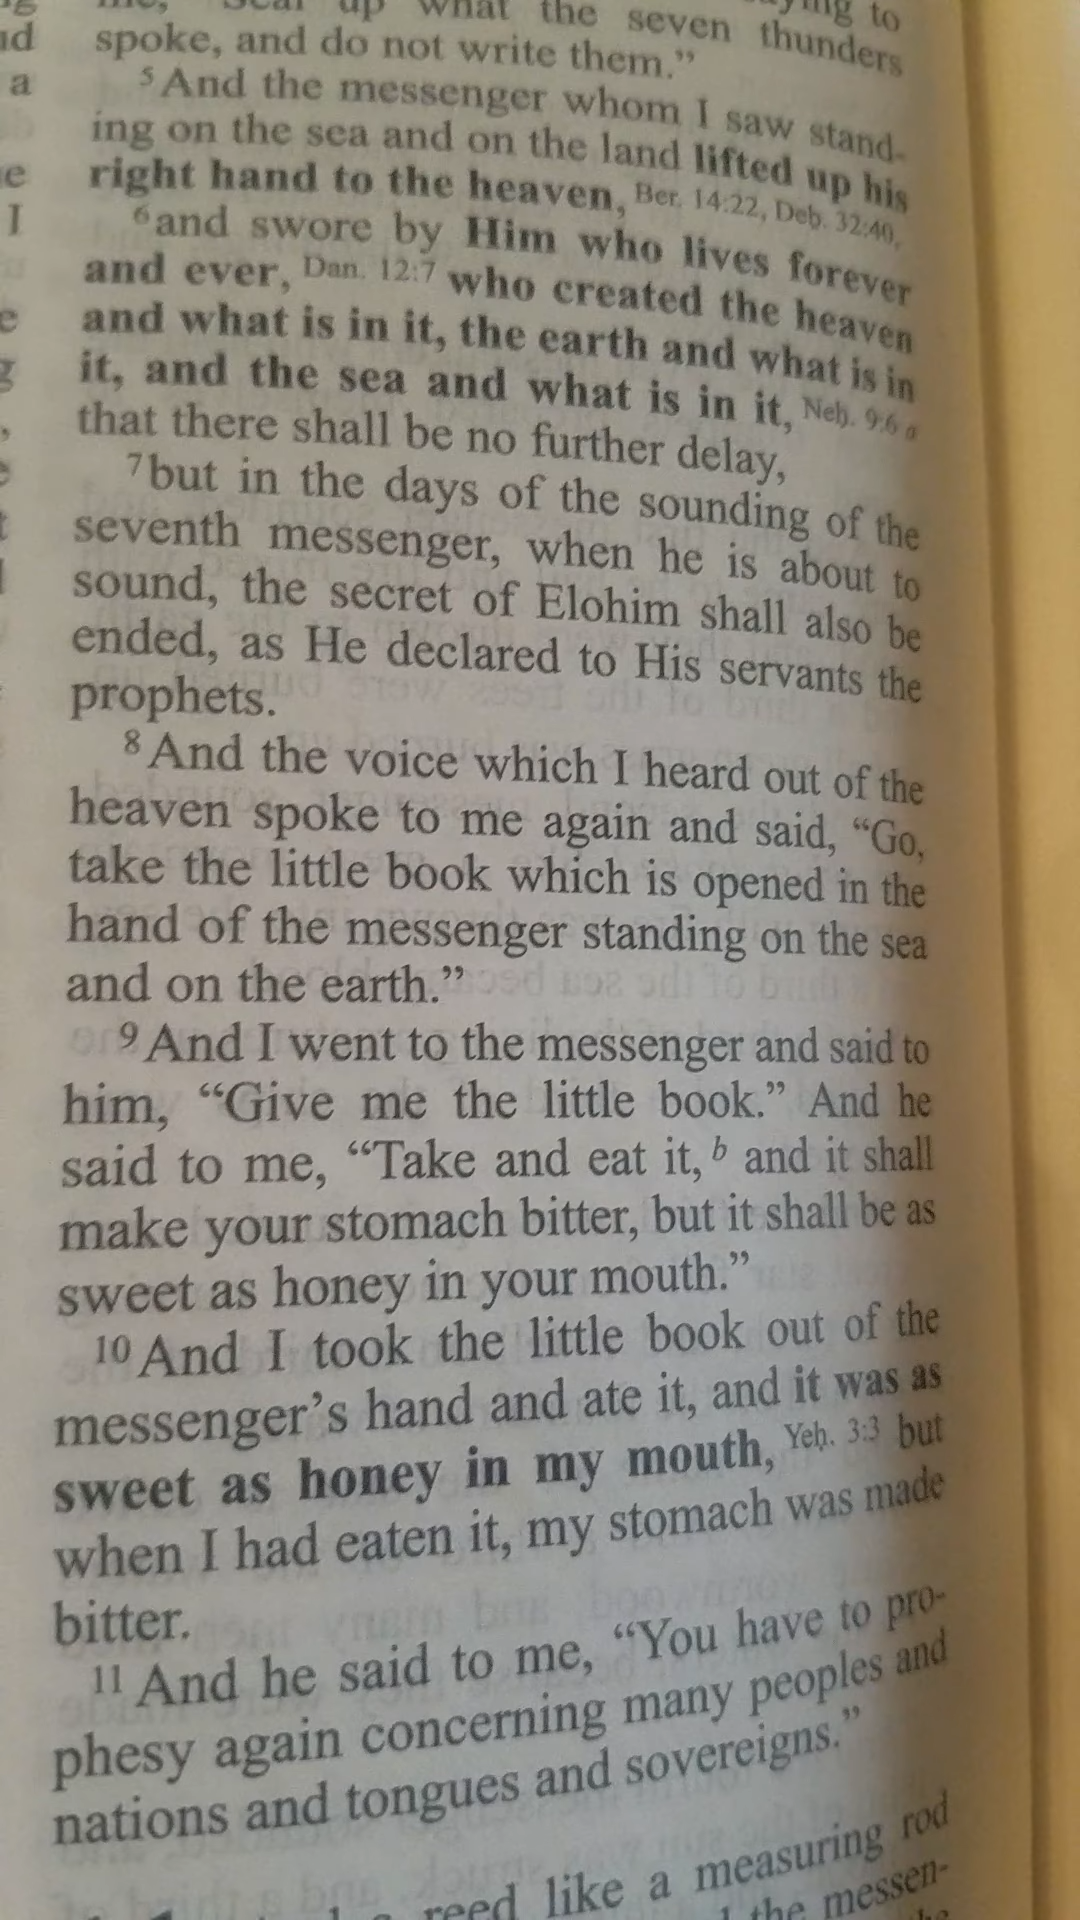 up what the seven thunders
spoke, and do not write them.”
5 And the messenger whom I saw stand-
ing on the sea and on the land lifted up his
right hand to the heaven, Ber. 14:22, Deb. 32:40,
6 and swore by Him who lives forever
and ever, Dan. 12:7 who created the heaven
and what is in it, the earth and what is in
it, and the sea and what is in it, Neḥ. 9:6 a
that there shall be no further delay,
7 but in the days of the sounding of the
seventh messenger, when he is about to
sound, the secret of Elohim shall also be
ended, as He declared to His servants the
prophets.
8 And the voice which I heard out of the
heaven spoke to me again and said, “Go,
take the little book which is opened in the
hand of the messenger standing on the sea
and on the earth.”
9 And I went to the messenger and said to
him, “Give me the little book.” And he
said to me, “Take and eat it, b and it shall
make your stomach bitter, but it shall be as
sweet as honey in your mouth.”
10 And I took the little book out of the
messenger’s hand and ate it, and it was as
sweet as honey in my mouth, Yeḥ. 3:3 but
when I had eaten it, my stomach was made
bitter.
11 And he said to me, “You have to pro-
phesy again concerning many peoples and
nations and tongues and sovereigns.”
reed like a measuring rod
the messen-